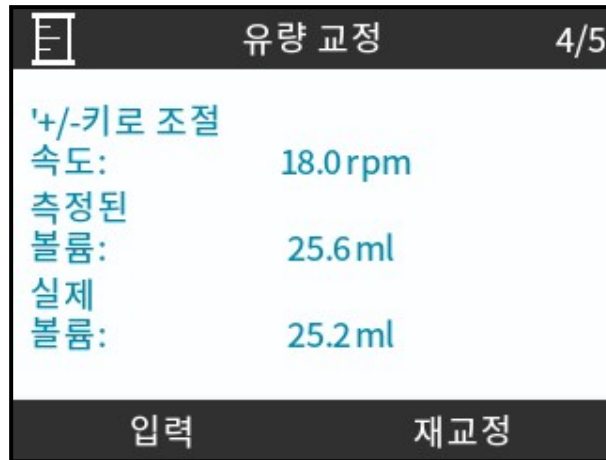 유량 교정 4/5
'+/-키로 조절
속도: 18.0 rpm
측정된
볼륨: 25.6 ml
실제
볼륨: 25.2 ml
입력 재교정